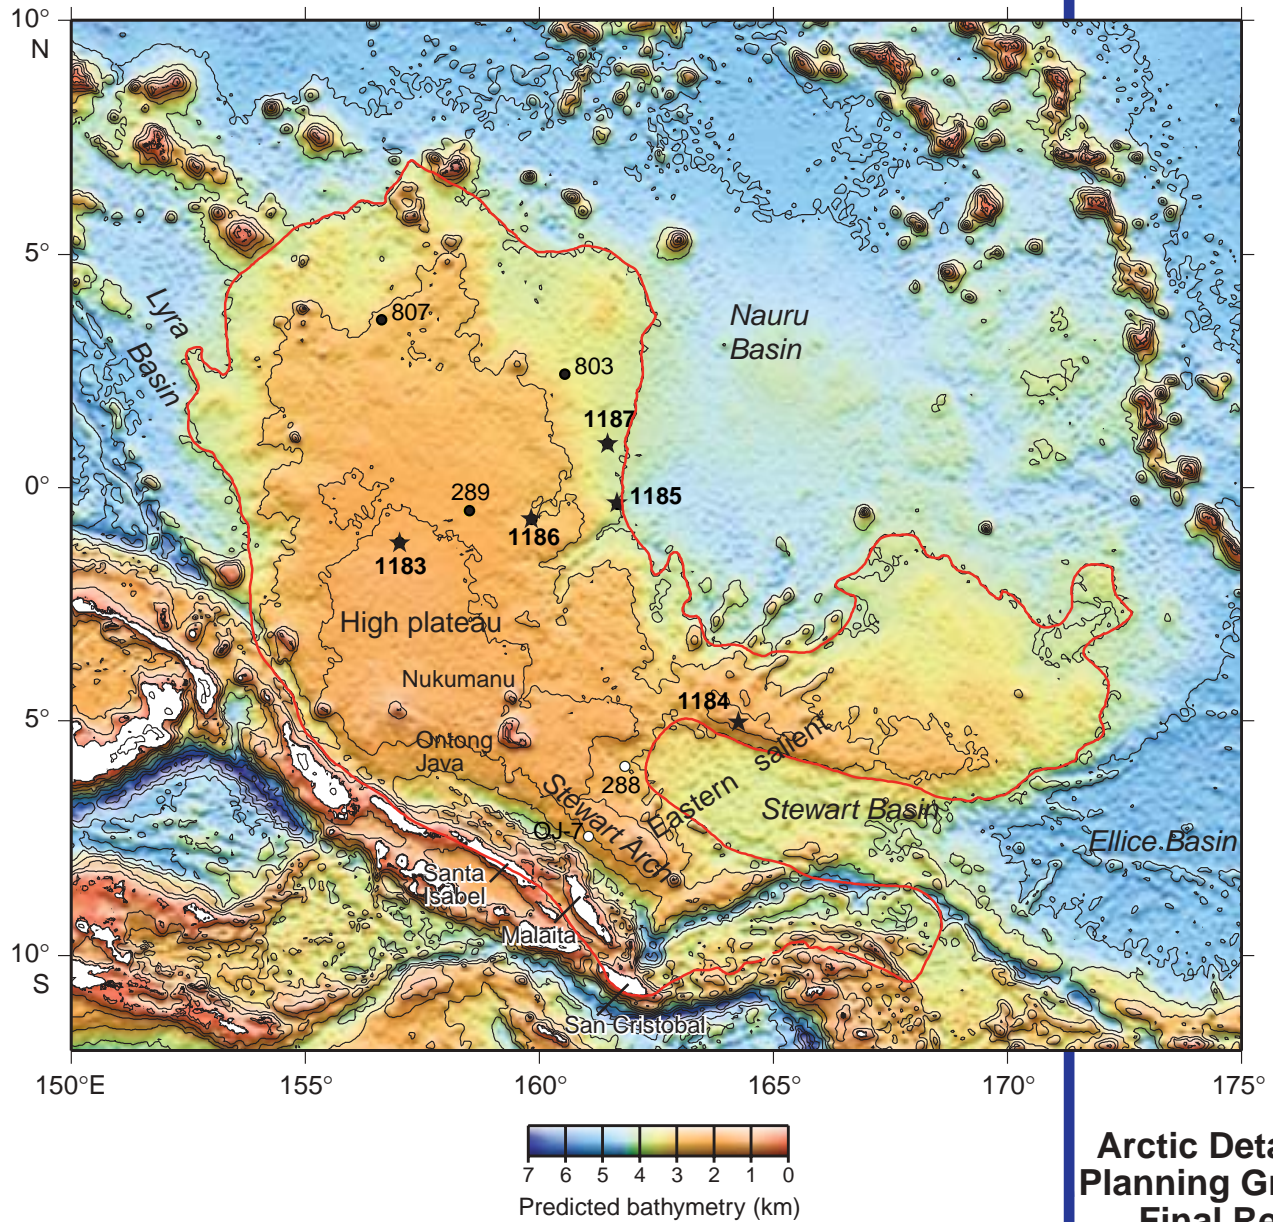 10°
N
5°
0°
5°
10°
S
150°E
155°
160°
165°
170°
175°
Lyra
Basin
807
803
Nauru
Basin
1187
1185
289
1186
1183
High plateau
Nukumanu
1184
Ontong
Java
288
Stewart Arch
Eastern salient
Stewart Basin
OJ-7
Ellice Basin
Santa
Isabel
Malaita
San Cristobal
7 6 5 4 3 2 1 0
Predicted bathymetry (km)
Arctic Deta
Planning Gr
Final Re